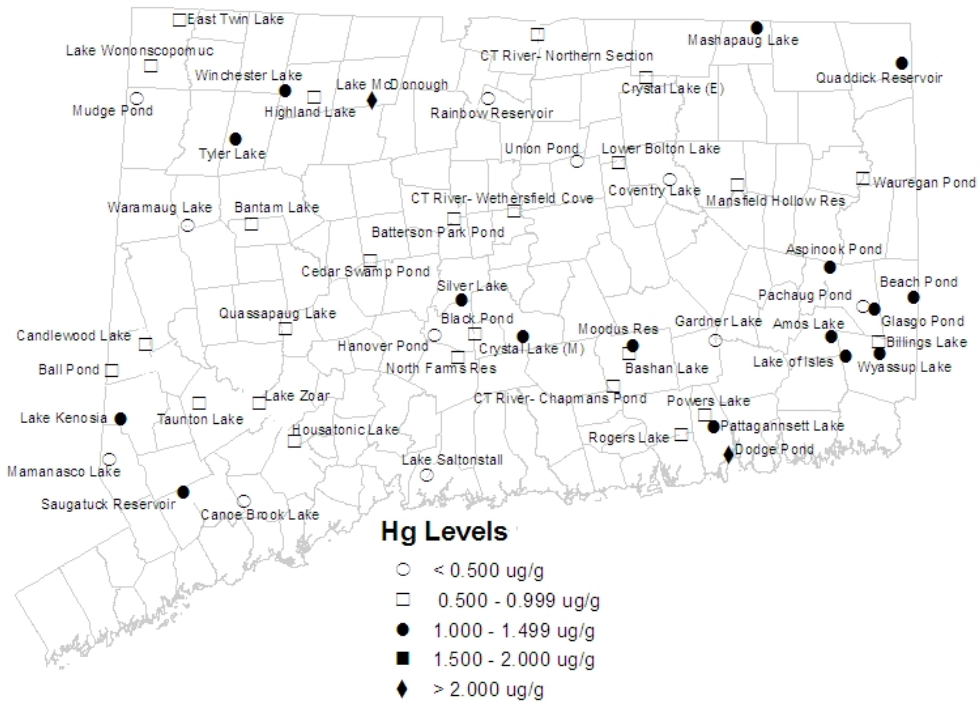 East Twin Lake
Mashapaug Lake
Lake Wononscopomuc
CT River- Northern Section
Winchester Lake
Quaddick Reservoir
Lake McDonough
Crystal Lake (E)
Mudge Pond
Highland Lake
Rainbow Reservoir
Tyler Lake
Union Pond
Lower Bolton Lake
Wauregan Pond
Coventry Lake
Mansfield Hollow Res
CT River- Wethersfield Cove
Waramaug Lake
Bantam Lake
Batterson Park Pond
Aspinook Pond
Cedar Swamp Pond
Beach Pond
Silver Lake
Pachaug Pond
Quassapaug Lake
Black Pond
Moodus Res
Gardner Lake
Amos Lake
Glasgo Pond
Candlewood Lake
Hanover Pond
Crystal Lake (M)
Billings Lake
Ball Pond
North Farms Res
Bashan Lake
Lake of Isles
Wyassup Lake
Lake Zoar
CT River- Chapmans Pond
Powers Lake
Lake Kenosia
Taunton Lake
Housatonic Lake
Pattagannsett Lake
Rogers Lake
Dodge Pond
Mamanasco Lake
Lake Saltonstall
Saugatuck Reservoir
Canoe Brook Lake
Hg Levels
< 0.500 ug/g
0.500 - 0.999 ug/g
1.000 - 1.499 ug/g
1.500 - 2.000 ug/g
> 2.000 ug/g